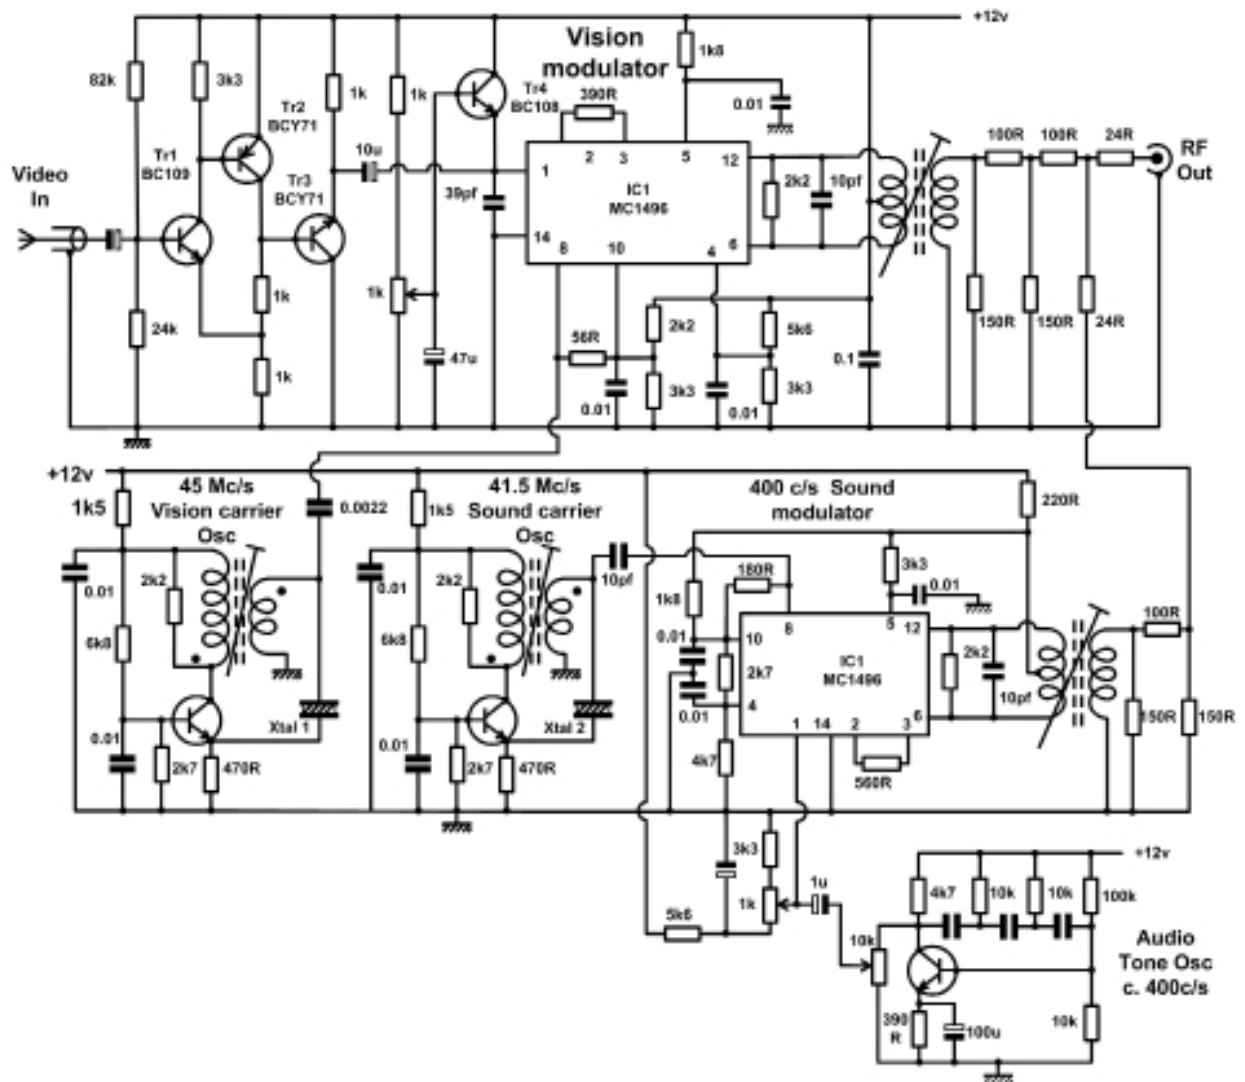 +12v
Vision
modulator
82k
3k3
Tr2
BCY71
1k
1k
Tr4
BC108
390R
1k8
0.01
Tr1
BC109
10u
Video
In
Tr3
BCY71
39pf
1
2
3
5
12
IC1
MC1496
14
8
10
4
6
2k2
10pf
100R
100R
24R
RF
Out
24k
1k
1k
1k
47u
56R
2k2
5k6
0.01
3k3
0.01
3k3
0.1
150R
150R
24R
+12v
1k5
45 Mc/s
Vision carrier
Osc
0.0022
1k5
41.5 Mc/s
Sound carrier
Osc
400 c/s Sound
modulator
220R
0.01
2k2
0.01
2k2
10pf
180R
3k3
0.01
1k8
6k8
6k8
0.01
0.01
10
8
5
12
IC1
MC1496
4
1
14
2
3
6
2k7
2k2
10pf
100R
150R
150R
0.01
2k7
470R
Xtal 1
0.01
2k7
470R
Xtal 2
4k7
560R
3k3
1k
1u
5k6
+12v
4k7
10k
10k
100k
10k
Audio
Tone Osc
c. 400c/s
390
R
100u
10k